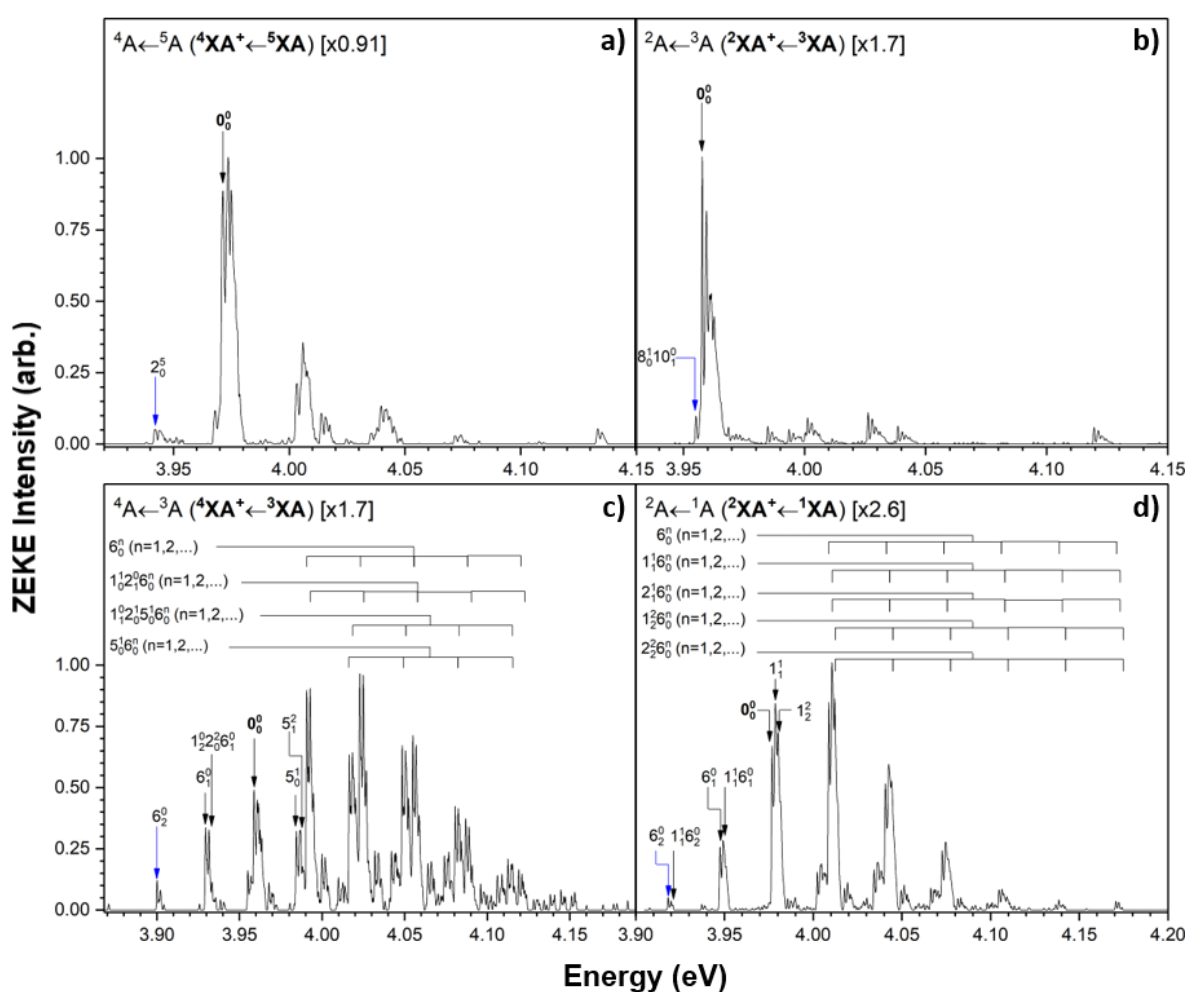 ⁴A←⁵A (⁴XA⁺←⁵XA) [x0.91] a)
0⁰₀
2⁵₀
1.00
0.75
0.50
0.25
0.00
3.95 4.00 4.05 4.10 4.15
²A←³A (²XA⁺←³XA) [x1.7] b)
0⁰₀
8¹₀10⁰₁
3.95 4.00 4.05 4.10 4.15
ZEKE Intensity (arb.)
⁴A←³A (⁴XA⁺←³XA) [x1.7] c)
6ⁿ₀ (n=1,2,...)
1¹₀2⁰₁6ⁿ₀ (n=1,2,...)
1⁰₁2¹₀5¹₀6ⁿ₀ (n=1,2,...)
5¹₀6ⁿ₀ (n=1,2,...)
1.00
0.75
0.50
0.25
0.00
1⁰₂2²₀6⁰₁
0⁰₀
5²₁
6⁰₁
5¹₀
6⁰₂
3.90 3.95 4.00 4.05 4.10 4.15
²A←¹A (²XA⁺←¹XA) [x2.6] d)
6ⁿ₀ (n=1,2,...)
1¹₁6ⁿ₀ (n=1,2,...)
2¹₁6ⁿ₀ (n=1,2,...)
1²₂6ⁿ₀ (n=1,2,...)
2²₂6ⁿ₀ (n=1,2,...)
1¹₁
0⁰₀ 1²₂
6⁰₁ 1¹₁6⁰₁
6⁰₂ 1¹₁6⁰₂
3.90 3.95 4.00 4.05 4.10 4.15 4.20
Energy (eV)